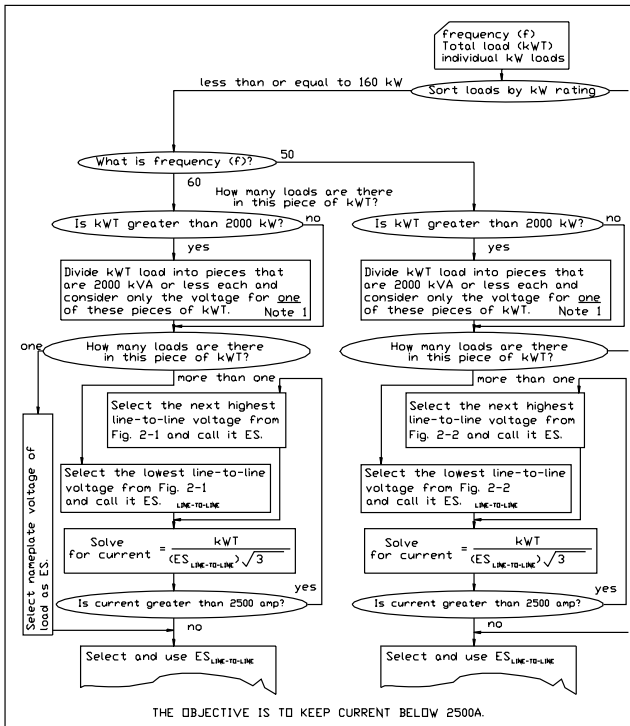 frequency (f)
Total load (kWT)
individual kW loads
less than or equal to 160 kW
Sort loads by kW rating
What is frequency (f)?
50
60
How many loads are there
in this piece of kWT?
Is kWT greater than 2000 kW?
no
yes
Divide kWT load into pieces that
are 2000 kVA or less each and
consider only the voltage for one
of these pieces of kWT. Note 1
one
How many loads are there
in this piece of kWT?
more than one
Select the next highest
line-to-line voltage from
Fig. 2-1 and call it ES.
Select the lowest line-to-line
voltage from Fig. 2-1
and call it ES. LINE-TO-LINE
Solve
for current = kWT / (ES LINE-TO-LINE) √3
yes
Is current greater than 2500 amp?
no
Select nameplate voltage of
load as ES.
Select and use ES LINE-TO-LINE
Is kWT greater than 2000 kW?
no
yes
Divide kWT load into pieces that
are 2000 kVA or less each and
consider only the voltage for one
of these pieces of kWT. Note 1
How many loads are there
in this piece of kWT?
more than one
Select the next highest
line-to-line voltage from
Fig. 2-2 and call it ES.
Select the lowest line-to-line
voltage from Fig. 2-2
and call it ES. LINE-TO-LINE
Solve
for current = kWT / (ES LINE-TO-LINE) √3
yes
Is current greater than 2500 amp?
no
Select and use ES LINE-TO-LINE
THE OBJECTIVE IS TO KEEP CURRENT BELOW 2500A.